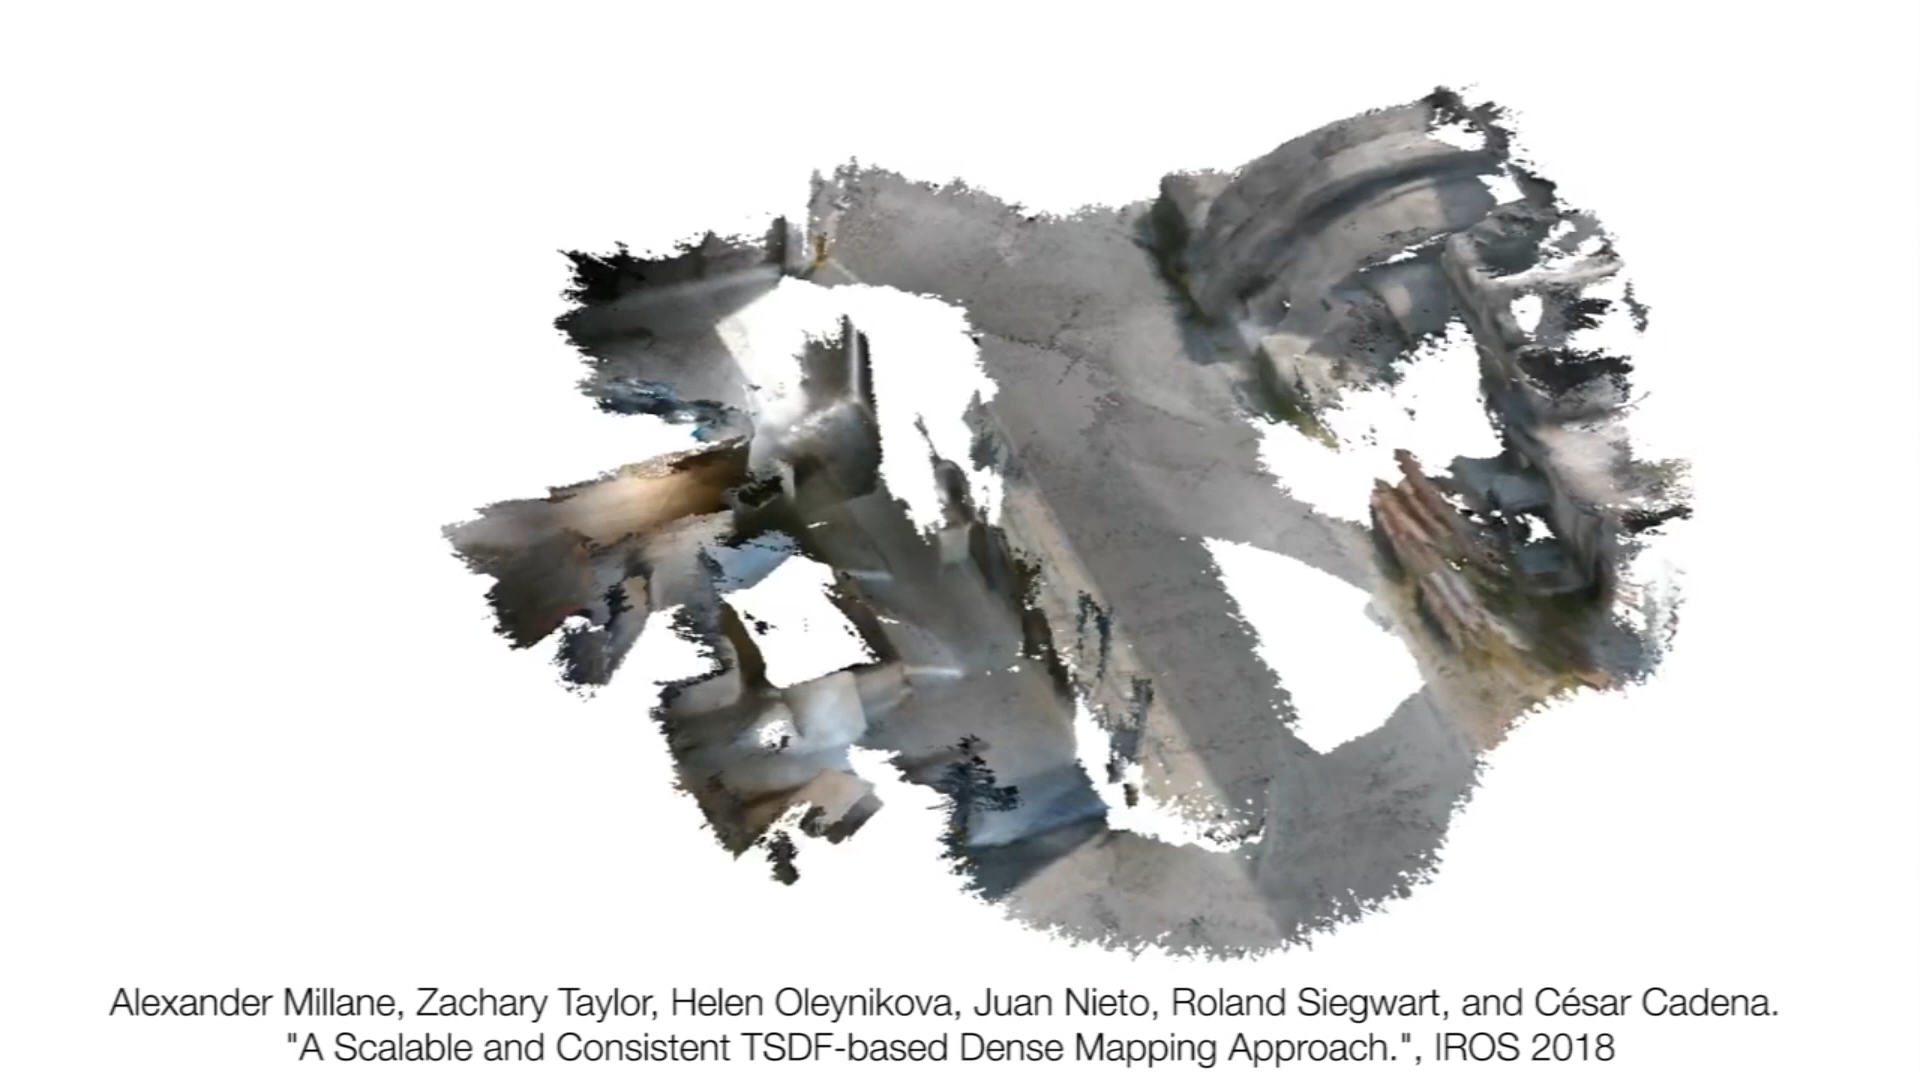 Alexander Millane, Zachary Taylor, Helen Oleynikova, Juan Nieto, Roland Siegwart, and César Cadena.
"A Scalable and Consistent TSDF-based Dense Mapping Approach.", IROS 2018